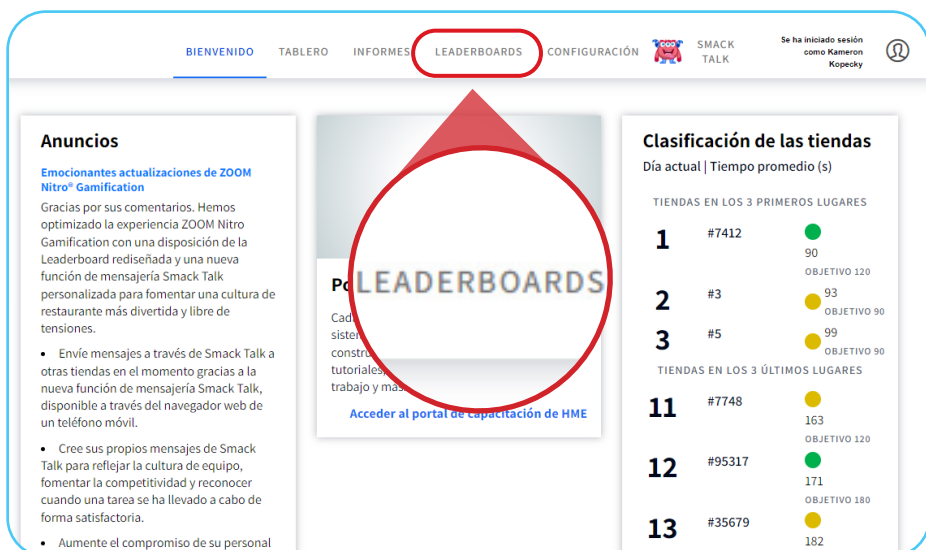 BIENVENIDO
TABLERO
INFORMES
LEADERBOARDS
CONFIGURACIÓN
SMACK
TALK
Se ha iniciado sesión
como Kameron
Kopecky
Anuncios
Emocionantes actualizaciones de ZOOM
Nitro® Gamification
Gracias por sus comentarios. Hemos
optimizado la experiencia ZOOM Nitro
Gamification con una disposición de la
Leaderboard rediseñada y una nueva
función de mensajería Smack Talk
personalizada para fomentar una cultura de
restaurante más divertida y libre de
tensiones.
• Envíe mensajes a través de Smack Talk a
otras tiendas en el momento gracias a la
nueva función de mensajería Smack Talk,
disponible a través del navegador web de
un teléfono móvil.
• Cree sus propios mensajes de Smack
Talk para reflejar la cultura de equipo,
fomentar la competitividad y reconocer
cuando una tarea se ha llevado a cabo de
forma satisfactoria.
• Aumente el compromiso de su personal
LEADERBOARDS
tutoriales,
trabajo y más
Acceder al portal de capacitación de HME
Clasificación de las tiendas
Día actual | Tiempo promedio (s)
TIENDAS EN LOS 3 PRIMEROS LUGARES
1 #7412
90
OBJETIVO 120
2 #3 93
OBJETIVO 90
3 #5 99
OBJETIVO 90
TIENDAS EN LOS 3 ÚLTIMOS LUGARES
11 #7748
163
OBJETIVO 120
12 #95317
171
OBJETIVO 180
13 #35679
182